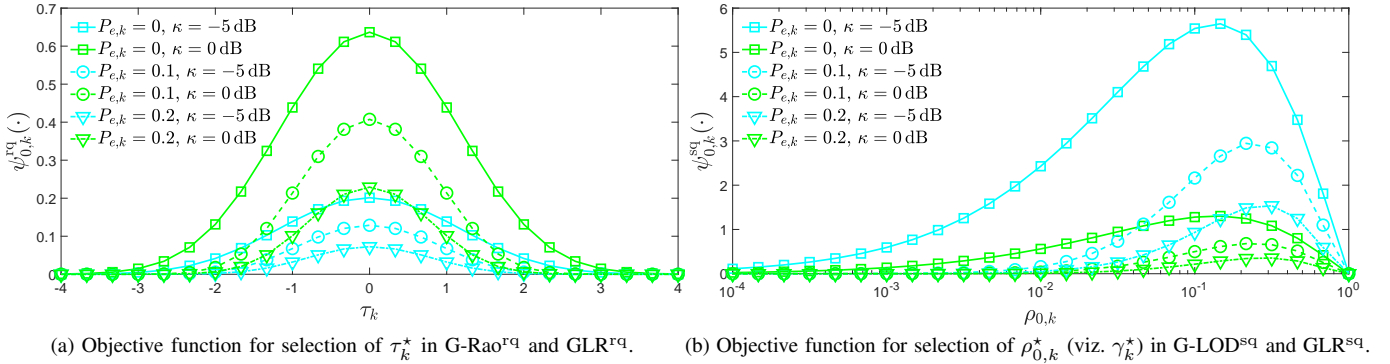 P_{e,k} = 0, κ = −5 dB
P_{e,k} = 0, κ = 0 dB
P_{e,k} = 0.1, κ = −5 dB
P_{e,k} = 0.1, κ = 0 dB
P_{e,k} = 0.2, κ = −5 dB
P_{e,k} = 0.2, κ = 0 dB
ψ^{rq}_{0,k}(·)
0.7
0.6
0.5
0.4
0.3
0.2
0.1
0
-4 -3 -2 -1 0 1 2 3 4
τ_k
(a) Objective function for selection of τ^⋆_k in G-Rao^{rq} and GLR^{rq}.
P_{e,k} = 0, κ = −5 dB
P_{e,k} = 0, κ = 0 dB
P_{e,k} = 0.1, κ = −5 dB
P_{e,k} = 0.1, κ = 0 dB
P_{e,k} = 0.2, κ = −5 dB
P_{e,k} = 0.2, κ = 0 dB
ψ^{sq}_{0,k}(·)
6
5
4
3
2
1
0
10^{-4} 10^{-3} 10^{-2} 10^{-1} 10^{0}
ρ_{0,k}
(b) Objective function for selection of ρ^⋆_{0,k} (viz. γ^⋆_k) in G-LOD^{sq} and GLR^{sq}.